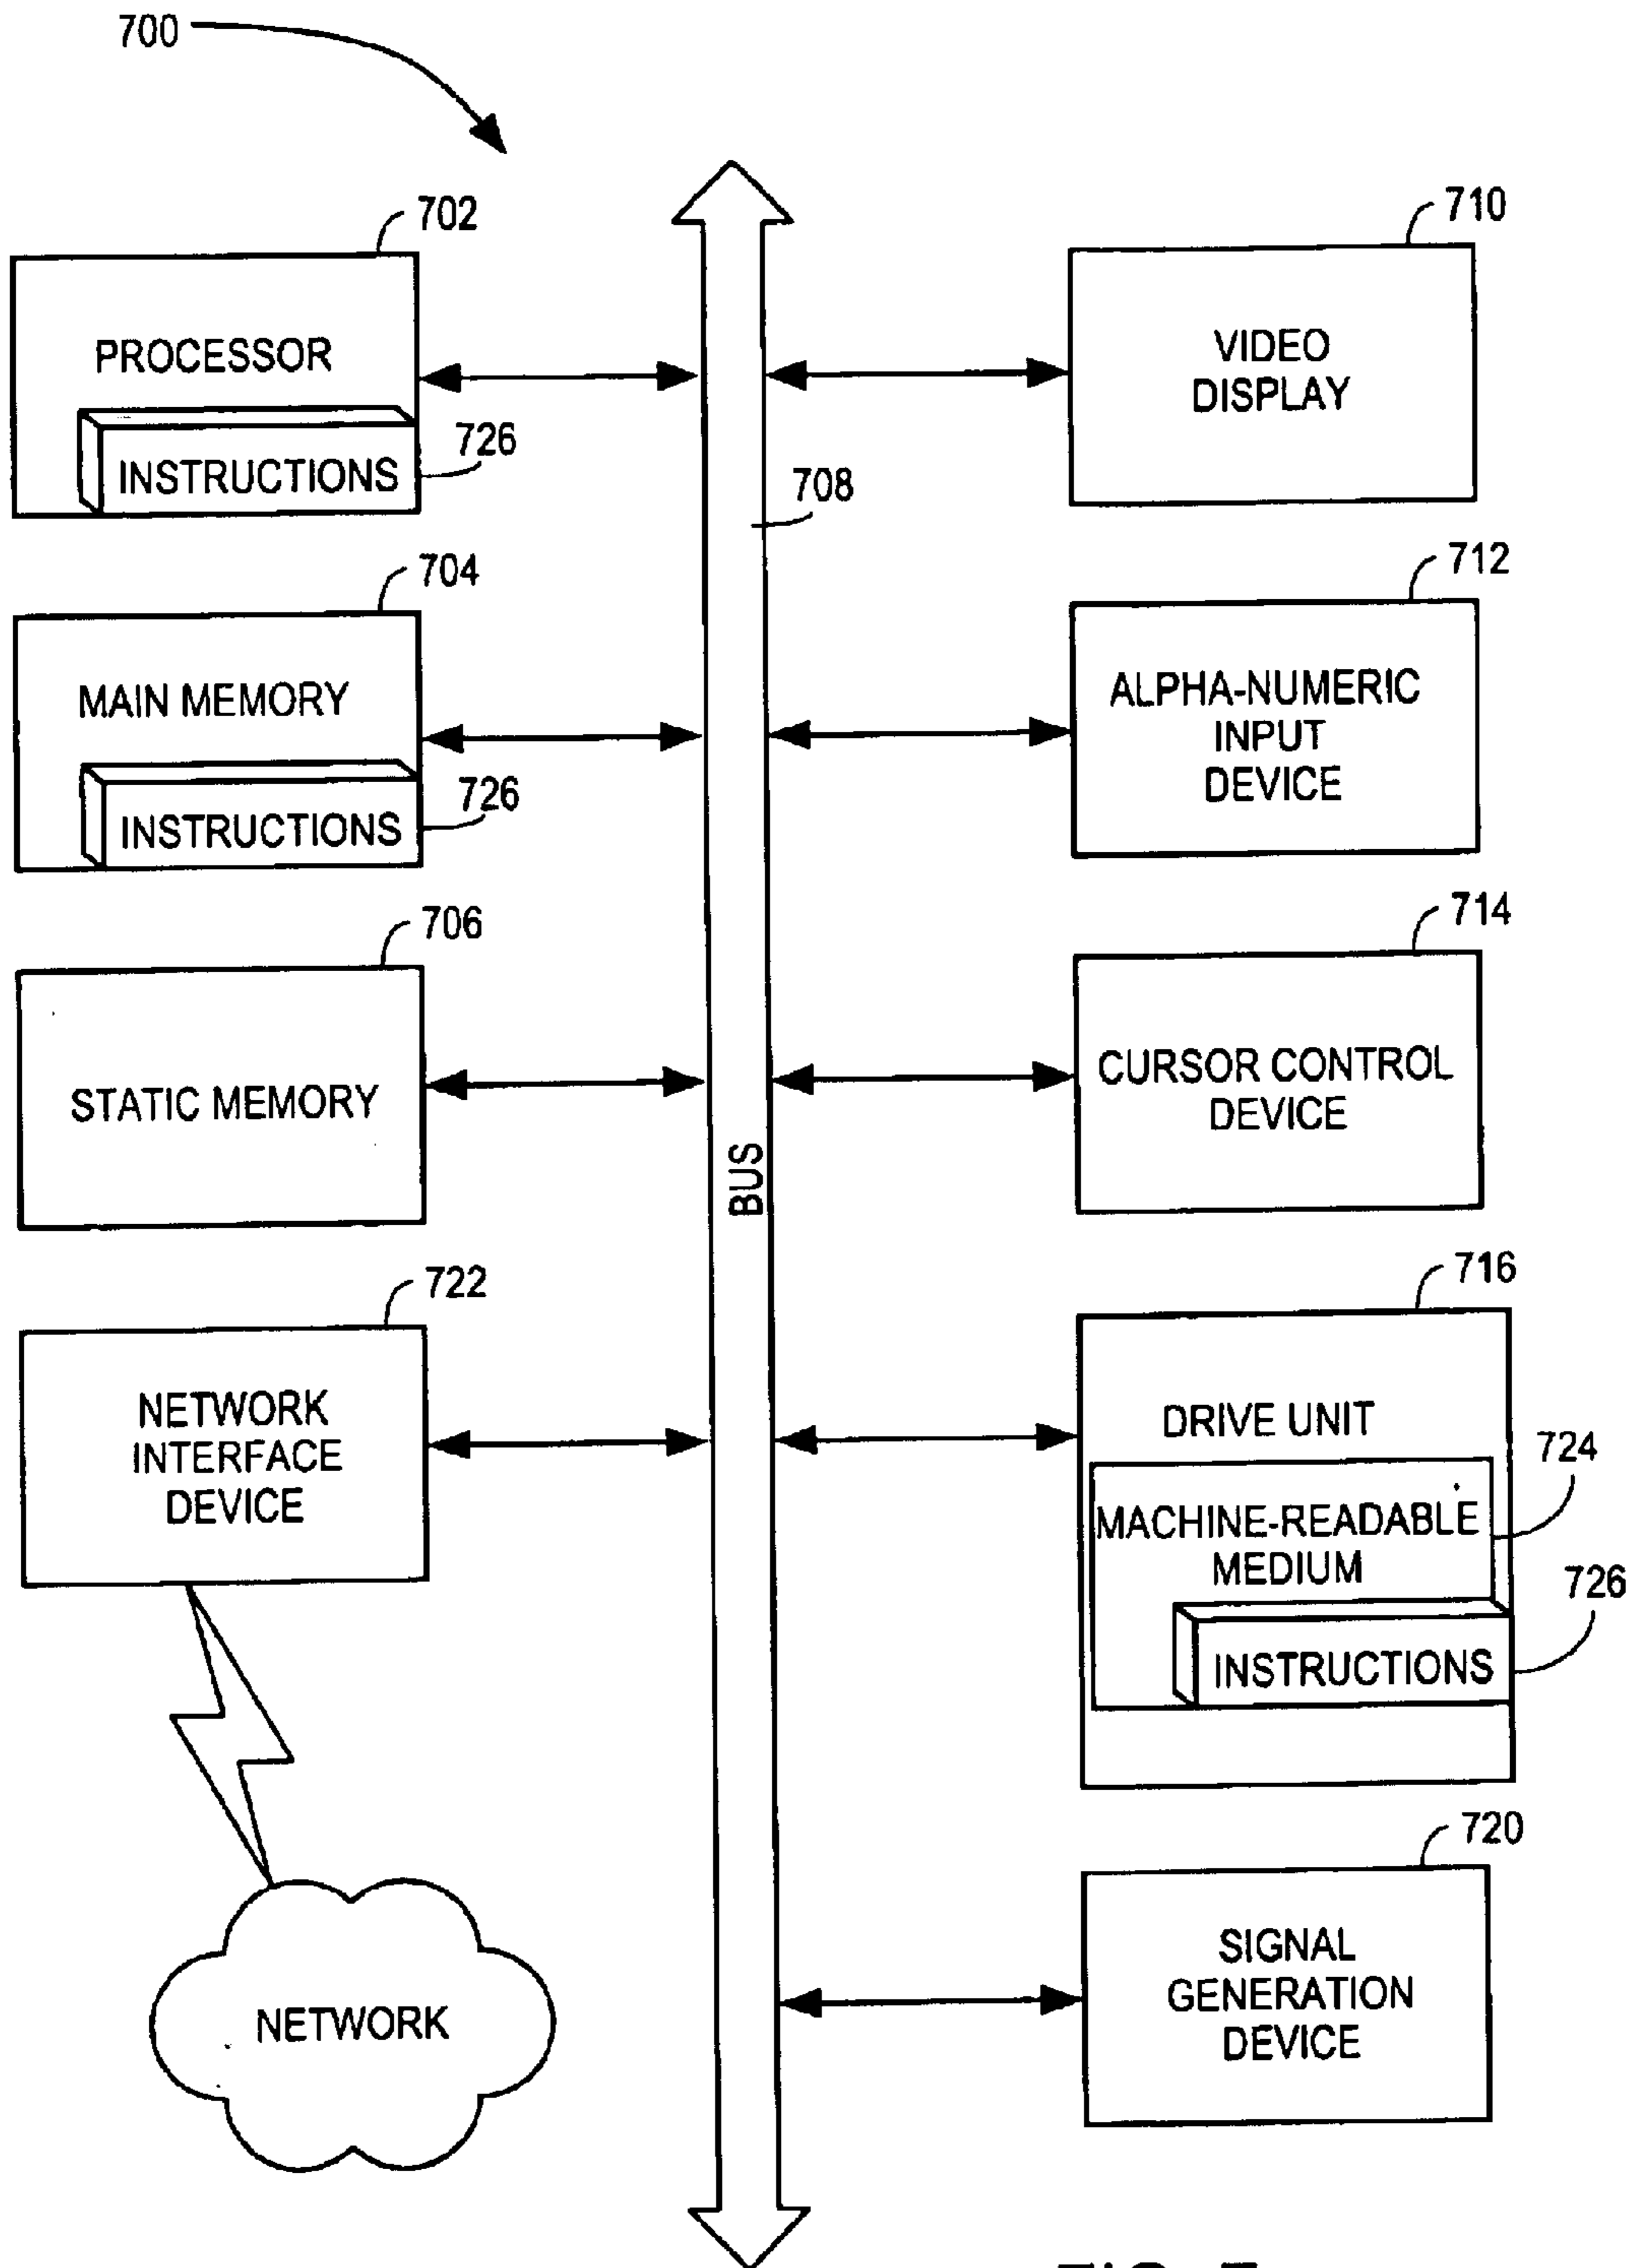 700
702
PROCESSOR
INSTRUCTIONS
726
704
MAIN MEMORY
INSTRUCTIONS
726
706
STATIC MEMORY
722
NETWORK
INTERFACE
DEVICE
NETWORK
708
BUS
710
VIDEO
DISPLAY
712
ALPHA-NUMERIC
INPUT
DEVICE
714
CURSOR CONTROL
DEVICE
716
DRIVE UNIT
724
MACHINE-READABLE
MEDIUM
726
INSTRUCTIONS
720
SIGNAL
GENERATION
DEVICE